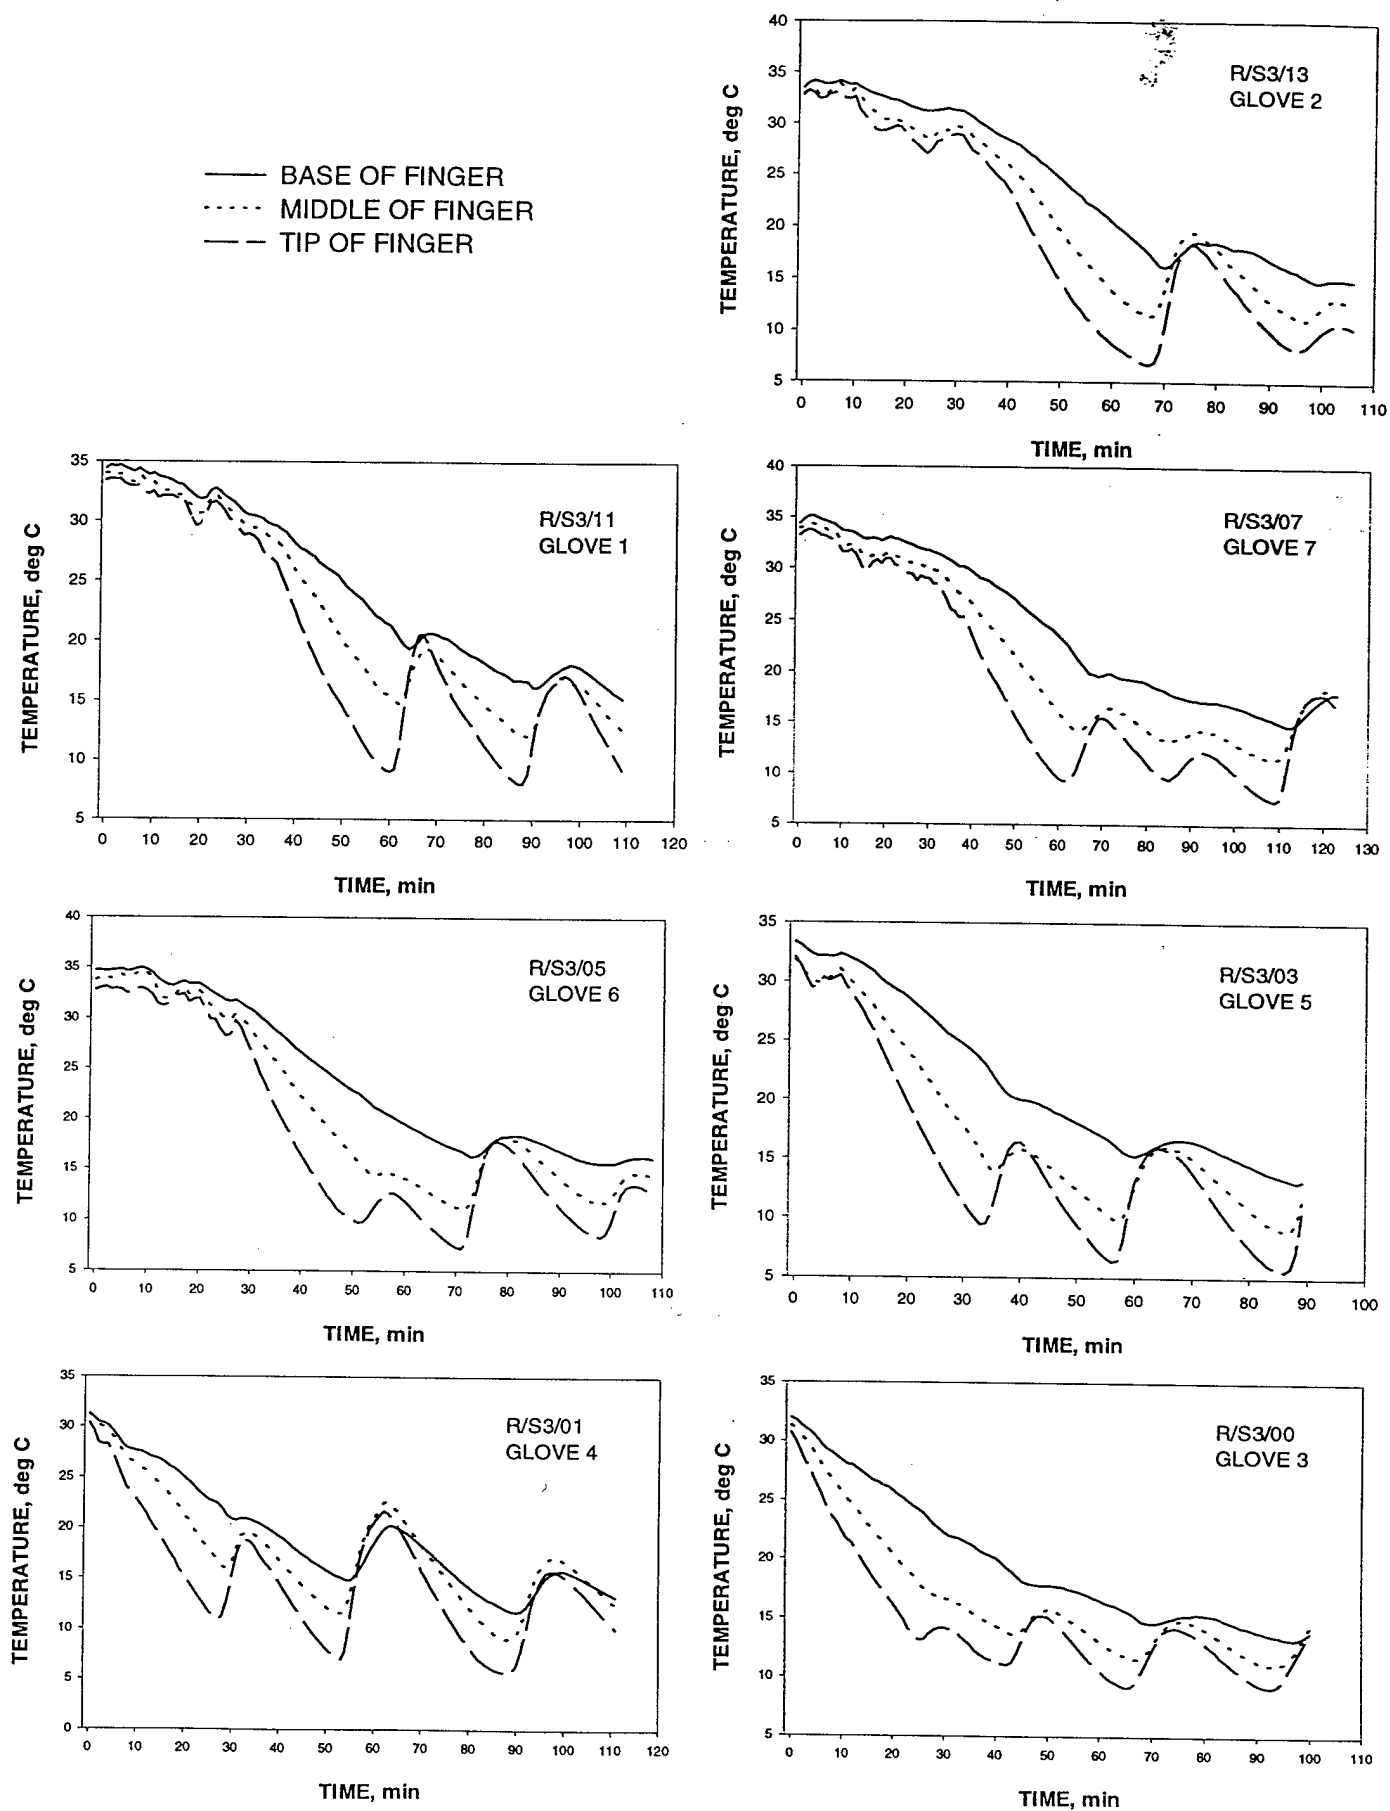 BASE OF FINGER
MIDDLE OF FINGER
TIP OF FINGER
TEMPERATURE, deg C
40
35
30
25
20
15
10
5
R/S3/13
GLOVE 2
0 10 20 30 40 50 60 70 80 90 100 110
TIME, min
TEMPERATURE, deg C
35
30
25
20
15
10
5
R/S3/11
GLOVE 1
0 10 20 30 40 50 60 70 80 90 100 110 120
TIME, min
TEMPERATURE, deg C
40
35
30
25
20
15
10
5
R/S3/07
GLOVE 7
0 10 20 30 40 50 60 70 80 90 100 110 120 130
TIME, min
TEMPERATURE, deg C
40
35
30
25
20
15
10
5
R/S3/05
GLOVE 6
0 10 20 30 40 50 60 70 80 90 100 110
TIME, min
TEMPERATURE, deg C
35
30
25
20
15
10
5
R/S3/03
GLOVE 5
0 10 20 30 40 50 60 70 80 90 100
TIME, min
TEMPERATURE, deg C
35
30
25
20
15
10
5
0
R/S3/01
GLOVE 4
0 10 20 30 40 50 60 70 80 90 100 110 120
TIME, min
TEMPERATURE, deg C
35
30
25
20
15
10
5
R/S3/00
GLOVE 3
0 10 20 30 40 50 60 70 80 90 100 110
TIME, min